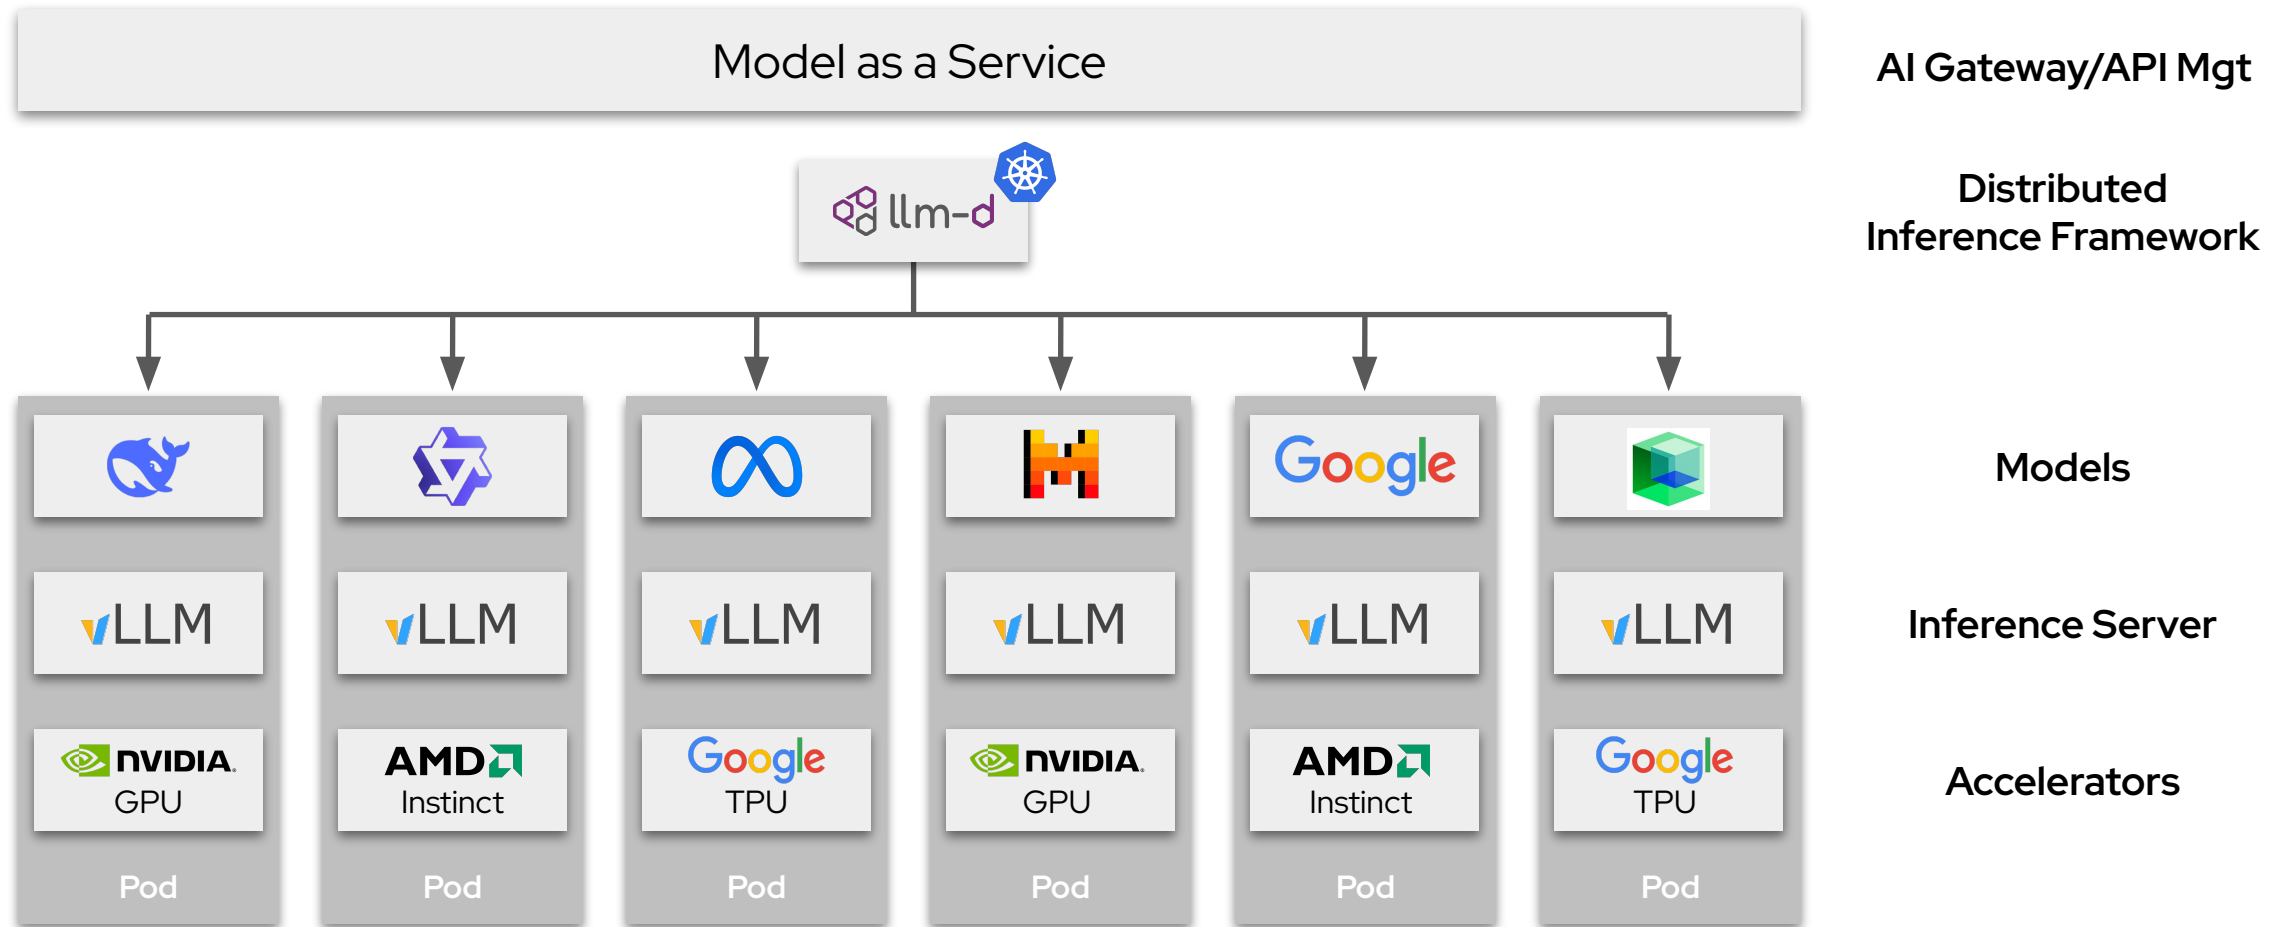 Model as a Service
AI Gateway/API Mgt
llm-d
Distributed
Inference Framework
Google
Models
vLLM vLLM vLLM vLLM vLLM vLLM
Inference Server
NVIDIA. AMD Google NVIDIA. AMD Google
GPU Instinct TPU GPU Instinct TPU
Accelerators
Pod Pod Pod Pod Pod Pod